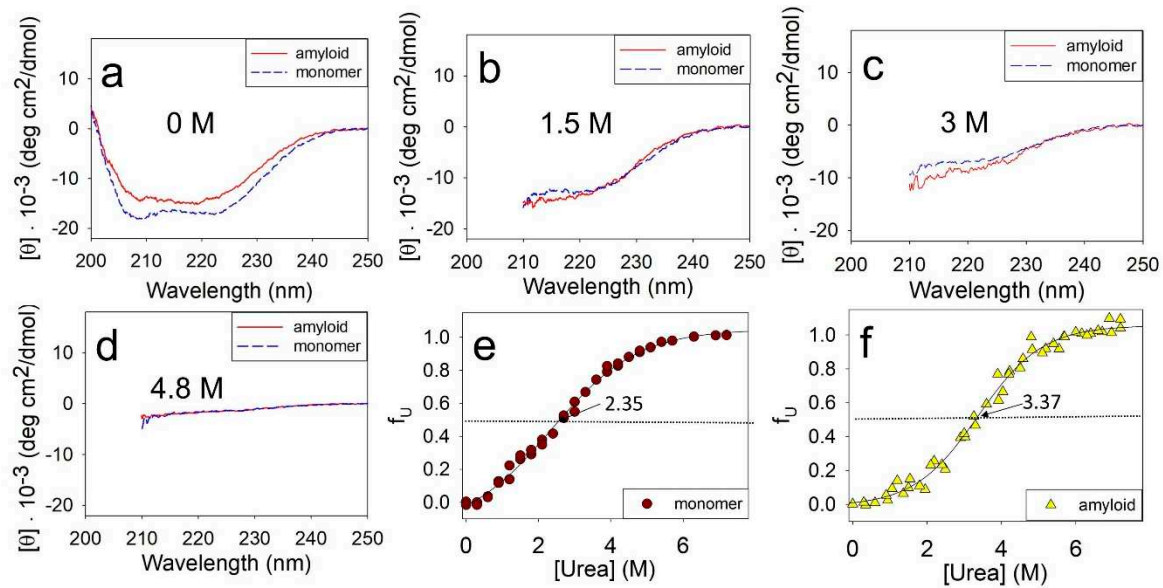 a
amyloid
monomer
0 M
10
0
-10
-20
200 210 220 230 240 250
Wavelength (nm)
[θ] · 10⁻³ (deg cm²/dmol)
b
amyloid
monomer
1.5 M
10
0
-10
-20
200 210 220 230 240 250
Wavelength (nm)
[θ] · 10⁻³ (deg cm²/dmol)
c
amyloid
monomer
3 M
10
0
-10
-20
200 210 220 230 240 250
Wavelength (nm)
[θ] · 10⁻³ (deg cm²/dmol)
d
amyloid
monomer
4.8 M
10
0
-10
-20
200 210 220 230 240 250
Wavelength (nm)
[θ] · 10⁻³ (deg cm²/dmol)
e
1.0
0.8
0.6
0.4
0.2
0.0
2.35
monomer
0 2 4 6
[Urea] (M)
fU
f
1.0
0.8
0.6
0.4
0.2
0.0
3.37
amyloid
0 2 4 6
[Urea] (M)
fU